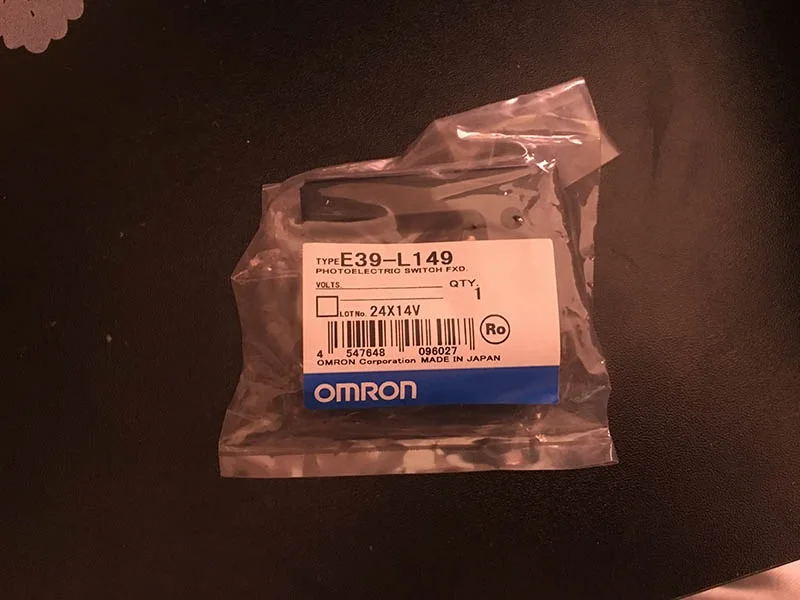 TYPE E39-L149
PHOTOELECTRIC SWITCH FXD.
VOLTS.
QTY.
1
LOT No. 24X14V
Ro
4 547648 096027
OMRON Corporation MADE IN JAPAN
OMRON